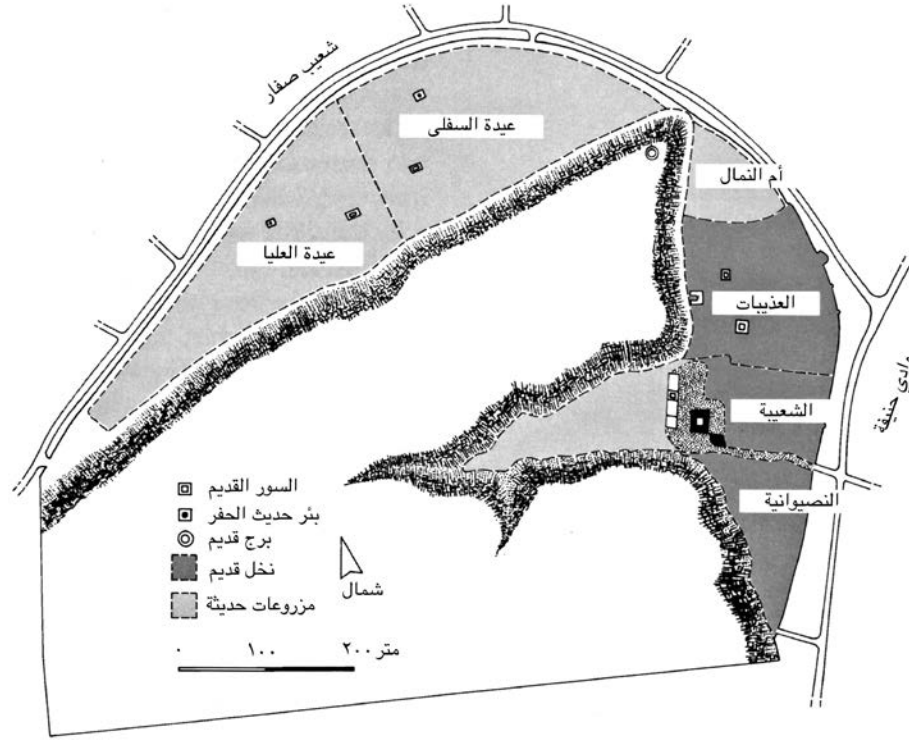 شعيب صفار
عيدة السفلى
أم النمال
عيدة العليا
العذيبات
وادي حنيفة
الشعيبة
النصيوانية
السور القديم
بئر حديث الحفر
برج قديم
نخل قديم
مزروعات حديثة
شمال
٠ ١٠٠ ٢٠٠ متر